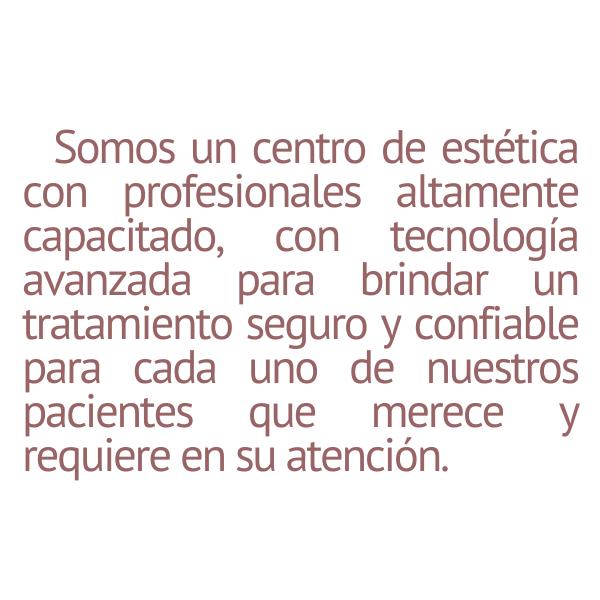 Somos un centro de estética
con profesionales altamente
capacitado, con tecnología
avanzada para brindar un
tratamiento seguro y confiable
para cada uno de nuestros
pacientes que merece y
requiere en su atención.